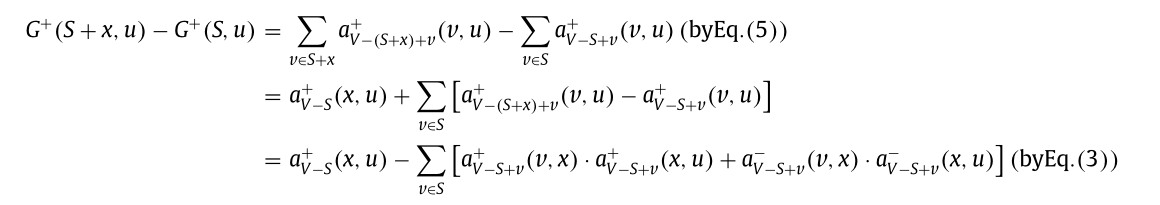 G⁺(S + x, u) − G⁺(S, u) = ∑_{ν∈S+x} a⁺_{V−(S+x)+ν}(ν, u) − ∑_{ν∈S} a⁺_{V−S+ν}(ν, u) (byEq.(5))
= a⁺_{V−S}(x, u) + ∑_{ν∈S} [a⁺_{V−(S+x)+ν}(ν, u) − a⁺_{V−S+ν}(ν, u)]
= a⁺_{V−S}(x, u) − ∑_{ν∈S} [a⁺_{V−S+ν}(ν, x) · a⁺_{V−S+ν}(x, u) + a⁻_{V−S+ν}(ν, x) · a⁻_{V−S+ν}(x, u)] (byEq.(3))